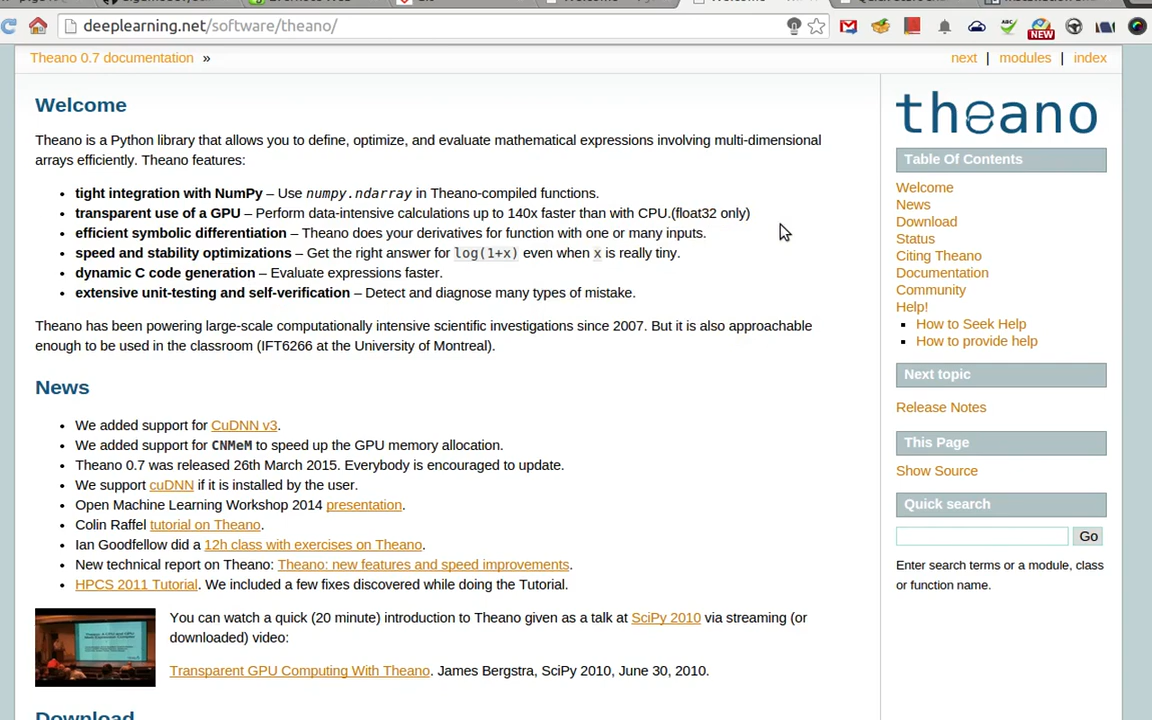 deeplearning.net/software/theano/
NEW
Theano 0.7 documentation »
next | modules | index
Welcome
Theano is a Python library that allows you to define, optimize, and evaluate mathematical expressions involving multi-dimensional
arrays efficiently. Theano features:
• tight integration with NumPy – Use numpy.ndarray in Theano-compiled functions.
• transparent use of a GPU – Perform data-intensive calculations up to 140x faster than with CPU.(float32 only)
• efficient symbolic differentiation – Theano does your derivatives for function with one or many inputs.
• speed and stability optimizations – Get the right answer for log(1+x) even when x is really tiny.
• dynamic C code generation – Evaluate expressions faster.
• extensive unit-testing and self-verification – Detect and diagnose many types of mistake.
Theano has been powering large-scale computationally intensive scientific investigations since 2007. But it is also approachable
enough to be used in the classroom (IFT6266 at the University of Montreal).
News
• We added support for CuDNN v3.
• We added support for CNMeM to speed up the GPU memory allocation.
• Theano 0.7 was released 26th March 2015. Everybody is encouraged to update.
• We support cuDNN if it is installed by the user.
• Open Machine Learning Workshop 2014 presentation.
• Colin Raffel tutorial on Theano.
• Ian Goodfellow did a 12h class with exercises on Theano.
• New technical report on Theano: Theano: new features and speed improvements.
• HPCS 2011 Tutorial. We included a few fixes discovered while doing the Tutorial.
You can watch a quick (20 minute) introduction to Theano given as a talk at SciPy 2010 via streaming (or
downloaded) video:
Transparent GPU Computing With Theano. James Bergstra, SciPy 2010, June 30, 2010.
Download
theano
Table Of Contents
Welcome
News
Download
Status
Citing Theano
Documentation
Community
Help!
▪ How to Seek Help
▪ How to provide help
Next topic
Release Notes
This Page
Show Source
Quick search
Go
Enter search terms or a module, class
or function name.